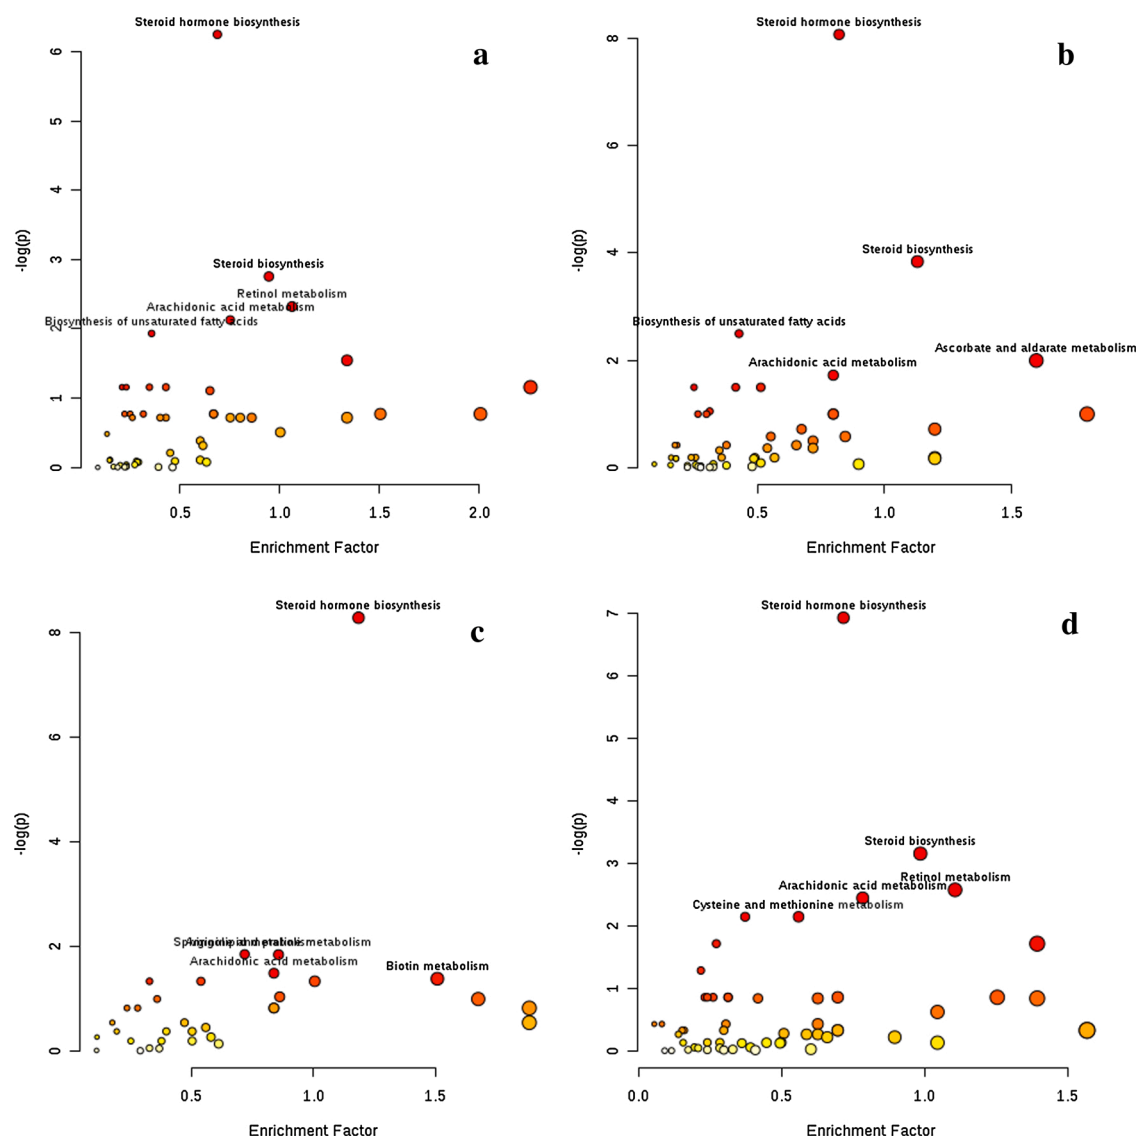 Steroid hormone biosynthesis
a
6
5
4
3
2
1
0
-log(p)
Steroid biosynthesis
Retinol metabolism
Arachidonic acid metabolism
Biosynthesis of unsaturated fatty acids
0.5 1.0 1.5 2.0
Enrichment Factor
Steroid hormone biosynthesis
b
8
6
4
2
0
-log(p)
Steroid biosynthesis
Biosynthesis of unsaturated fatty acids
Ascorbate and aldarate metabolism
Arachidonic acid metabolism
0.5 1.0 1.5
Enrichment Factor
Steroid hormone biosynthesis
c
8
6
4
2
0
-log(p)
metabolism
Arachidonic acid metabolism
Biotin metabolism
0.5 1.0 1.5
Enrichment Factor
Steroid hormone biosynthesis
d
7
6
5
4
3
2
1
0
-log(p)
Steroid biosynthesis
Retinol metabolism
Arachidonic acid metabolism
Cysteine and methionine metabolism
0.0 0.5 1.0 1.5
Enrichment Factor